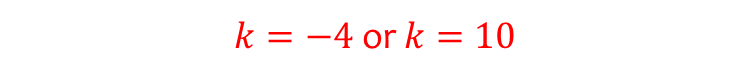 k = −4 or k = 10